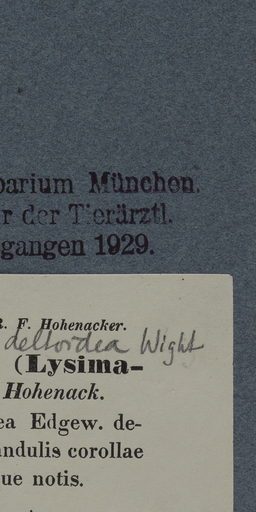 barium München.
r der Tierärztl.
gangen 1929.
R. F. Hohenacker.
deltoidea Wight
(Lysima-
Hohenack.
ea Edgew. de-
andulis corollae
ue notis.